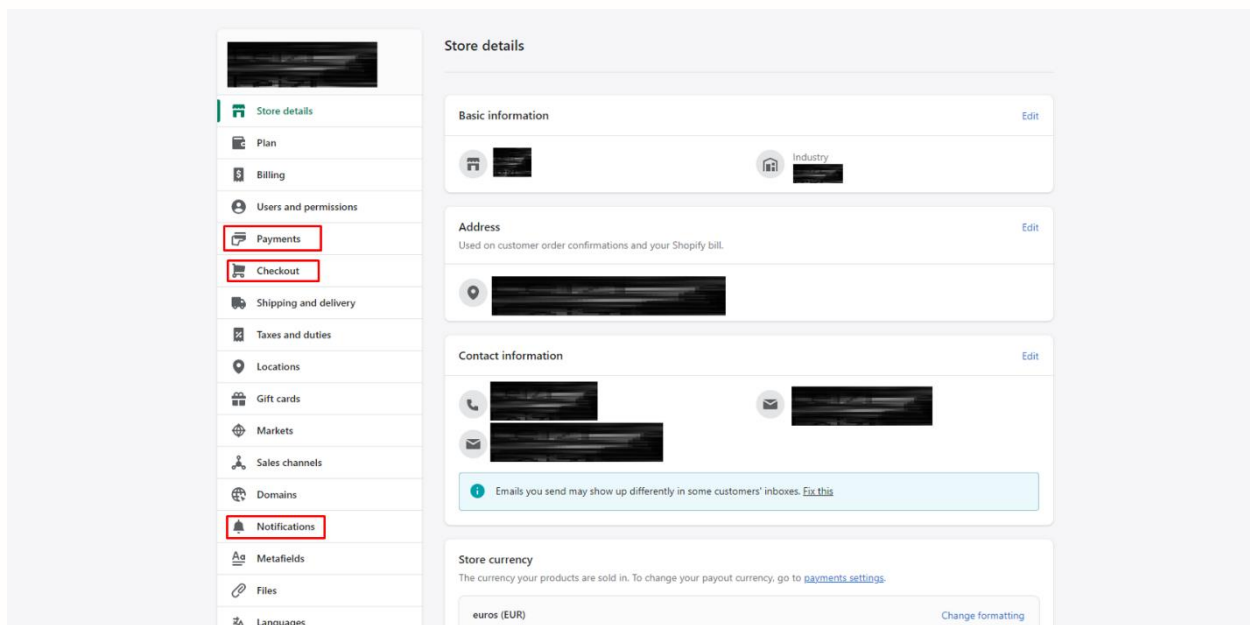 Store details
Plan
Billing
Users and permissions
Payments
Checkout
Shipping and delivery
Taxes and duties
Locations
Gift cards
Markets
Sales channels
Domains
Notifications
Metafields
Files
Languages
Store details
Basic information
Edit
Industry
Address
Edit
Used on customer order confirmations and your Shopify bill.
Contact information
Edit
Emails you send may show up differently in some customers' inboxes. Fix this
Store currency
The currency your products are sold in. To change your payout currency, go to payments settings.
euros (EUR)
Change formatting